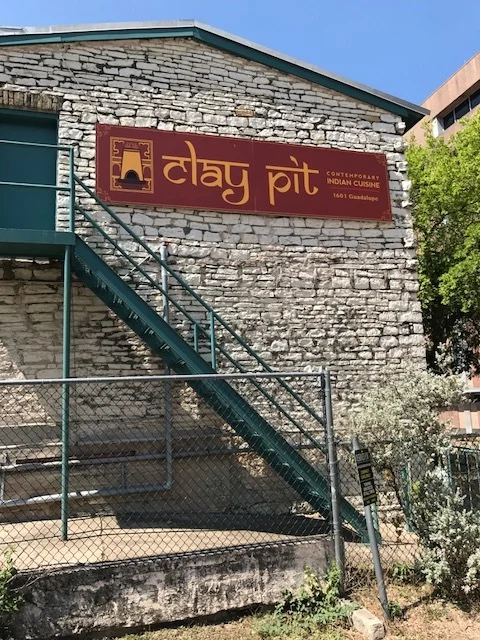 clay pit
CONTEMPORARY
INDIAN CUISINE
1601 Guadalupe